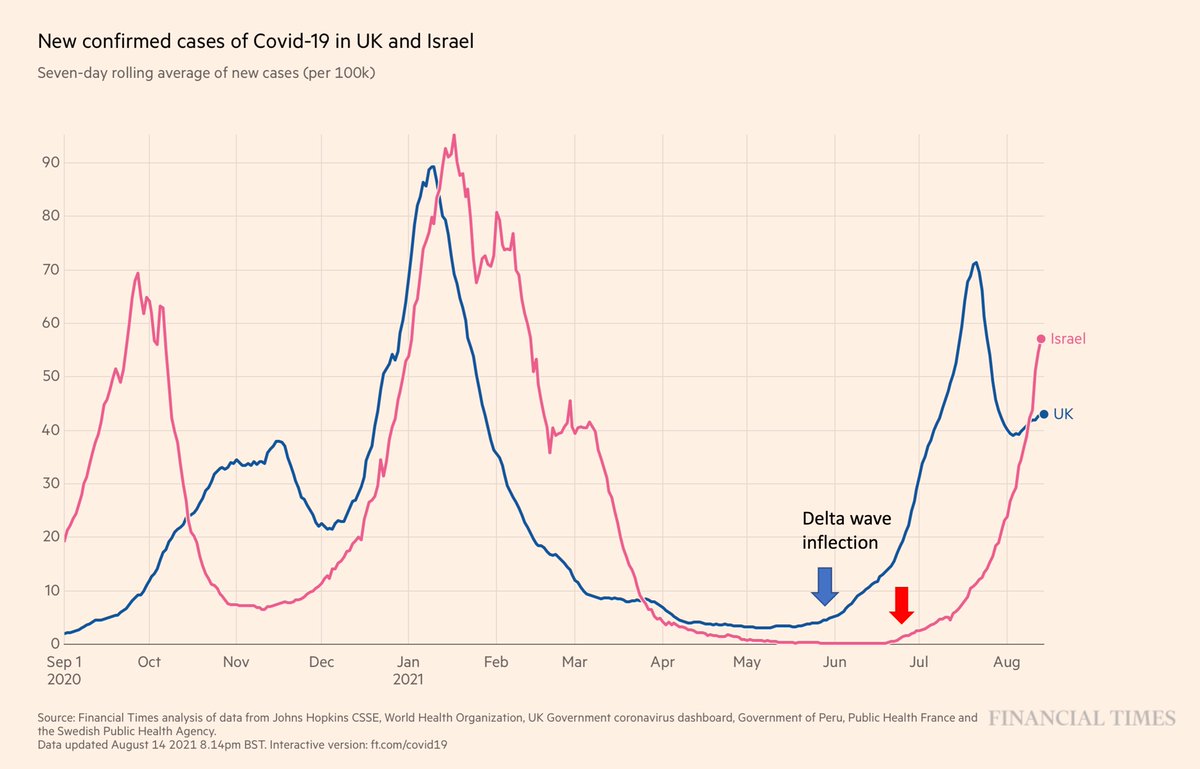 New confirmed cases of Covid-19 in UK and Israel
Seven-day rolling average of new cases (per 100k)
90
80
70
60
50
40
30
20
10
0
Israel
UK
Delta wave
inflection
Sep 1 Oct Nov Dec Jan Feb Mar Apr May Jun Jul Aug
2020 2021
Source: Financial Times analysis of data from Johns Hopkins CSSE, World Health Organization, UK Government coronavirus dashboard, Government of Peru, Public Health France and
the Swedish Public Health Agency.
Data updated August 14 2021 8.14pm BST. Interactive version: ft.com/covid19
FINANCIAL TIMES